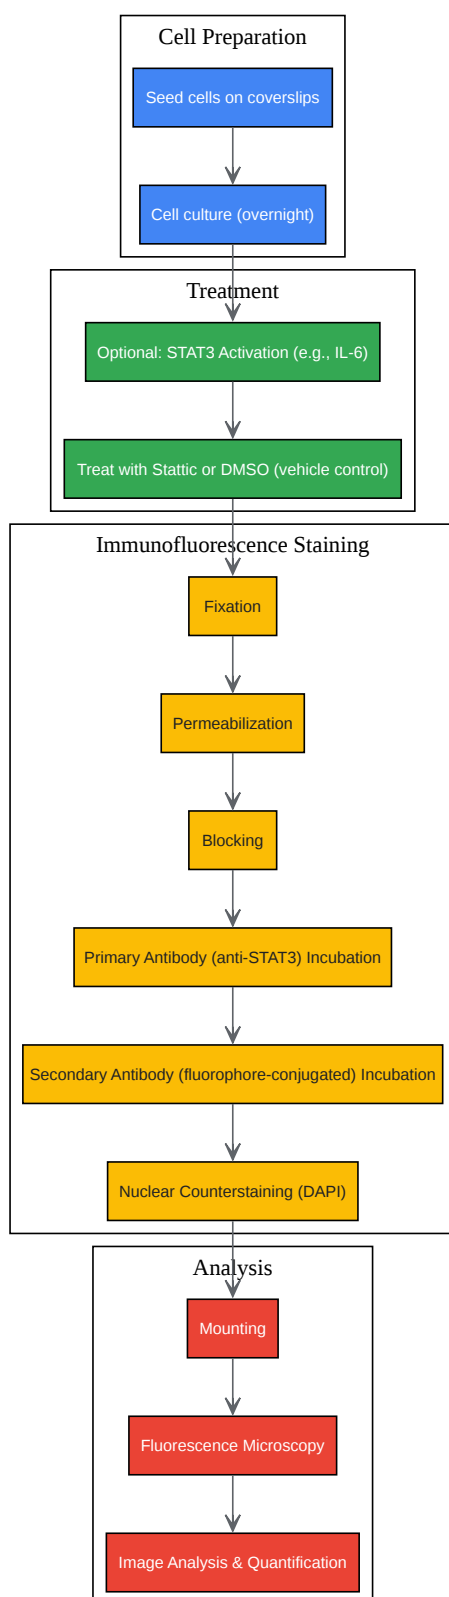 Cell Preparation
Seed cells on coverslips
Cell culture (overnight)
Treatment
Optional: STAT3 Activation (e.g., IL-6)
Treat with Stattic or DMSO (vehicle control)
Immunofluorescence Staining
Fixation
Permeabilization
Blocking
Primary Antibody (anti-STAT3) Incubation
Secondary Antibody (fluorophore-conjugated) Incubation
Nuclear Counterstaining (DAPI)
Analysis
Mounting
Fluorescence Microscopy
Image Analysis & Quantification